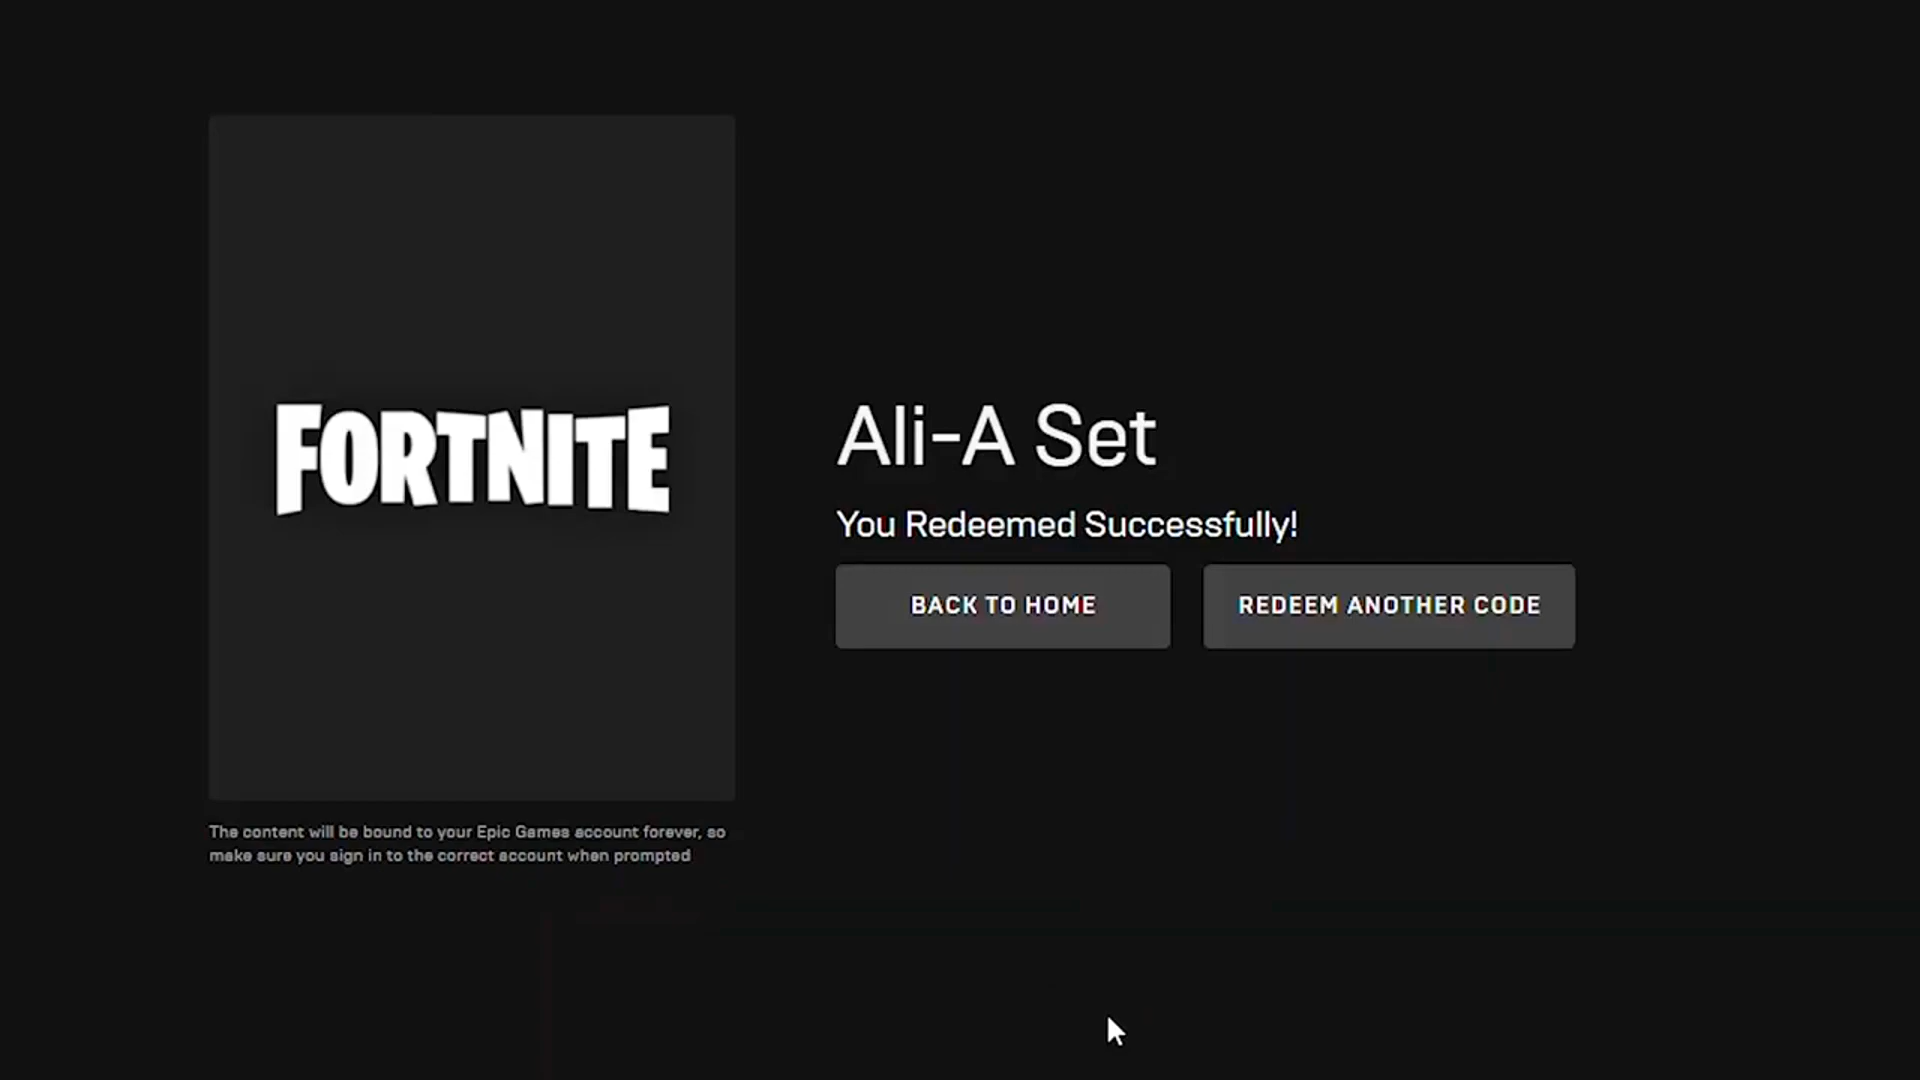 FORTNITE
Ali-A Set
You Redeemed Successfully!
BACK TO HOME
REDEEM ANOTHER CODE
The content will be bound to your Epic Games account forever, so
make sure you sign in to the correct account when prompted